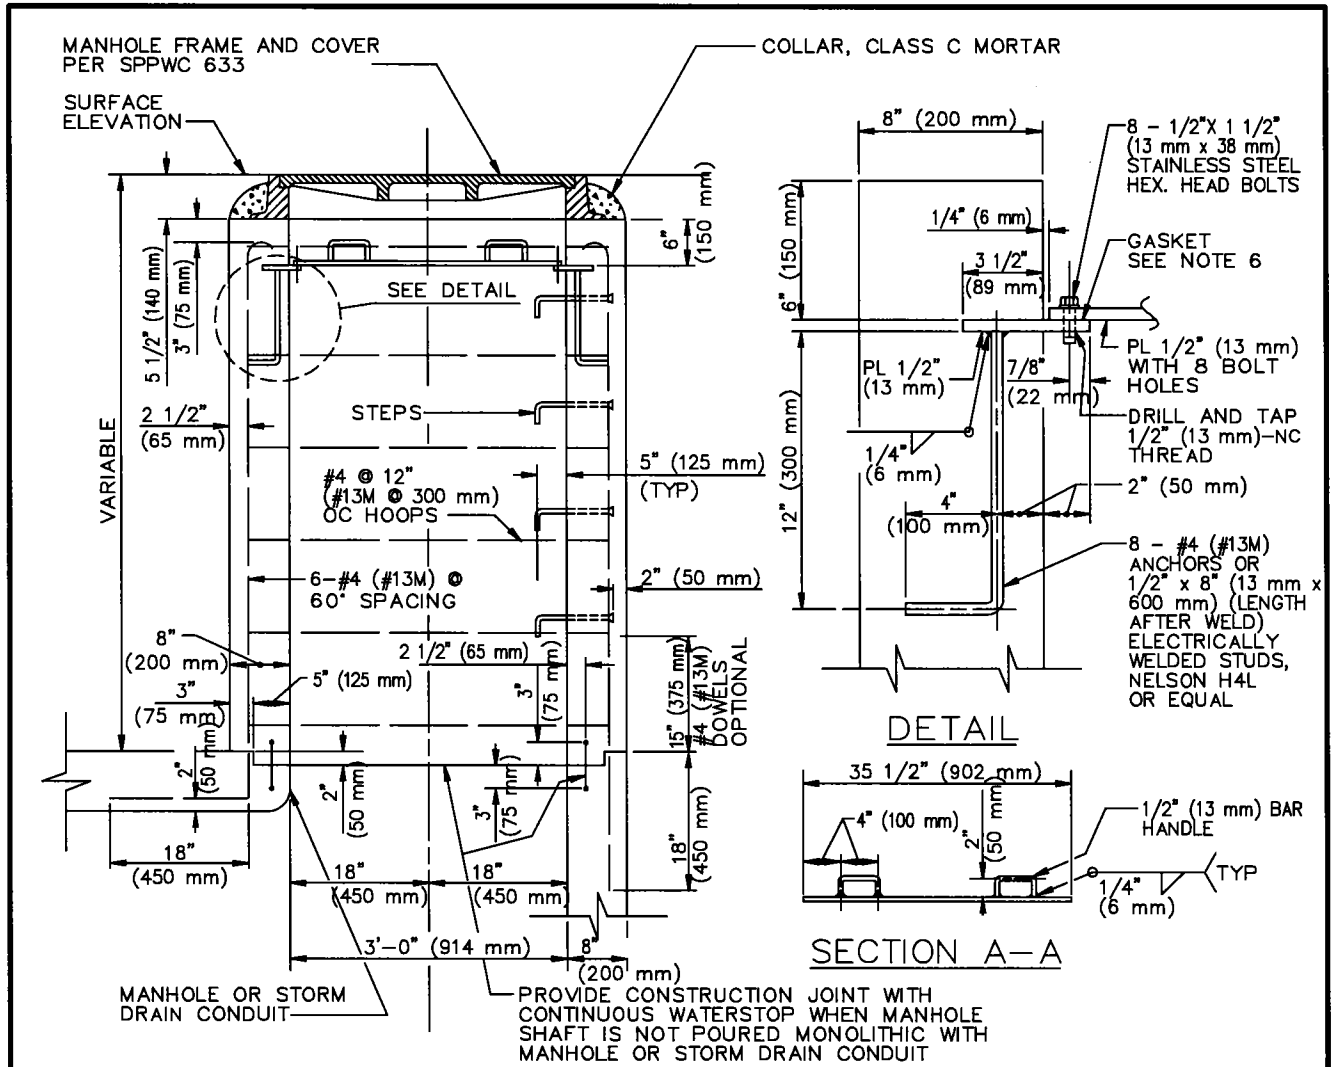 MANHOLE FRAME AND COVER
PER SPPWC 633
COLLAR, CLASS C MORTAR
SURFACE
ELEVATION
5 1/2" (140 mm)
3" (75 mm)
6"
(150 mm)
SEE DETAIL
VARIABLE
2 1/2"
(65 mm)
STEPS
#4 @ 12"
(#13M @ 300 mm)
OC HOOPS
5" (125 mm)
(TYP)
6-#4 (#13M) @
60° SPACING
2" (50 mm)
8"
(200 mm)
2 1/2" (65 mm)
5" (125 mm)
3"
(75 mm)
3"
(75 mm)
15" (375 mm)
#4 (#13M)
DOWELS
OPTIONAL
2"
(50 mm)
2"
(50 mm)
3"
(75 mm)
18"
(450 mm)
18"
(450 mm)
18"
(450 mm)
18"
(450 mm)
3'-0" (914 mm)
8"
(200 mm)
MANHOLE OR STORM
DRAIN CONDUIT
PROVIDE CONSTRUCTION JOINT WITH
CONTINUOUS WATERSTOP WHEN MANHOLE
SHAFT IS NOT POURED MONOLITHIC WITH
MANHOLE OR STORM DRAIN CONDUIT
8" (200 mm)
8 - 1/2"X 1 1/2"
(13 mm x 38 mm)
STAINLESS STEEL
HEX. HEAD BOLTS
6" (150 mm)
1/4" (6 mm)
3 1/2"
(89 mm)
GASKET
SEE NOTE 6
PL 1/2"
(13 mm)
7/8"
(22 mm)
PL 1/2" (13 mm)
WITH 8 BOLT
HOLES
12" (300 mm)
1/4"
(6 mm)
DRILL AND TAP
1/2" (13 mm)-NC
THREAD
4"
(100 mm)
2" (50 mm)
8 - #4 (#13M)
ANCHORS OR
1/2" x 8" (13 mm x
600 mm) (LENGTH
AFTER WELD)
ELECTRICALLY
WELDED STUDS,
NELSON H4L
OR EQUAL
DETAIL
35 1/2" (902 mm)
4" (100 mm)
2"
(50 mm)
1/2" (13 mm) BAR
HANDLE
1/4"
(6 mm)
TYP
SECTION A-A